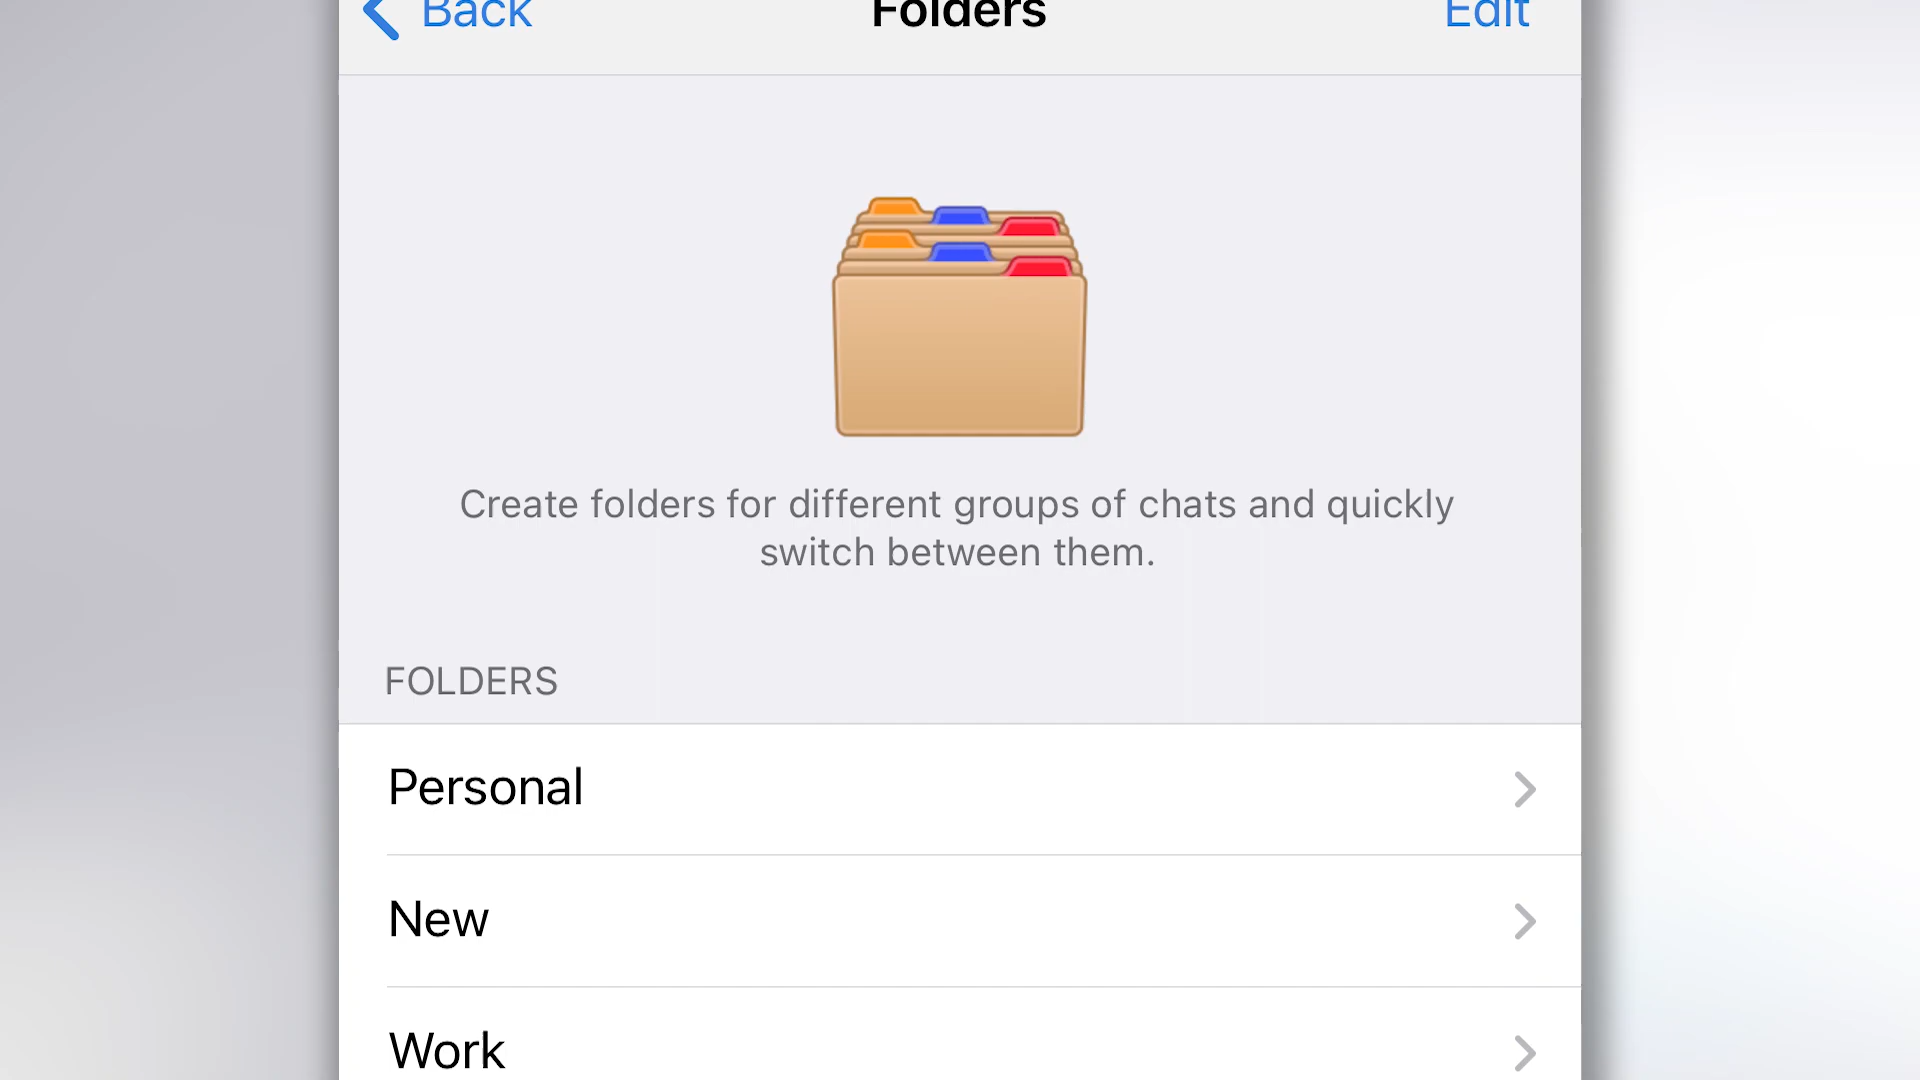 Back Folders Edit
Create folders for different groups of chats and quickly
switch between them.
FOLDERS
Personal
New
Work